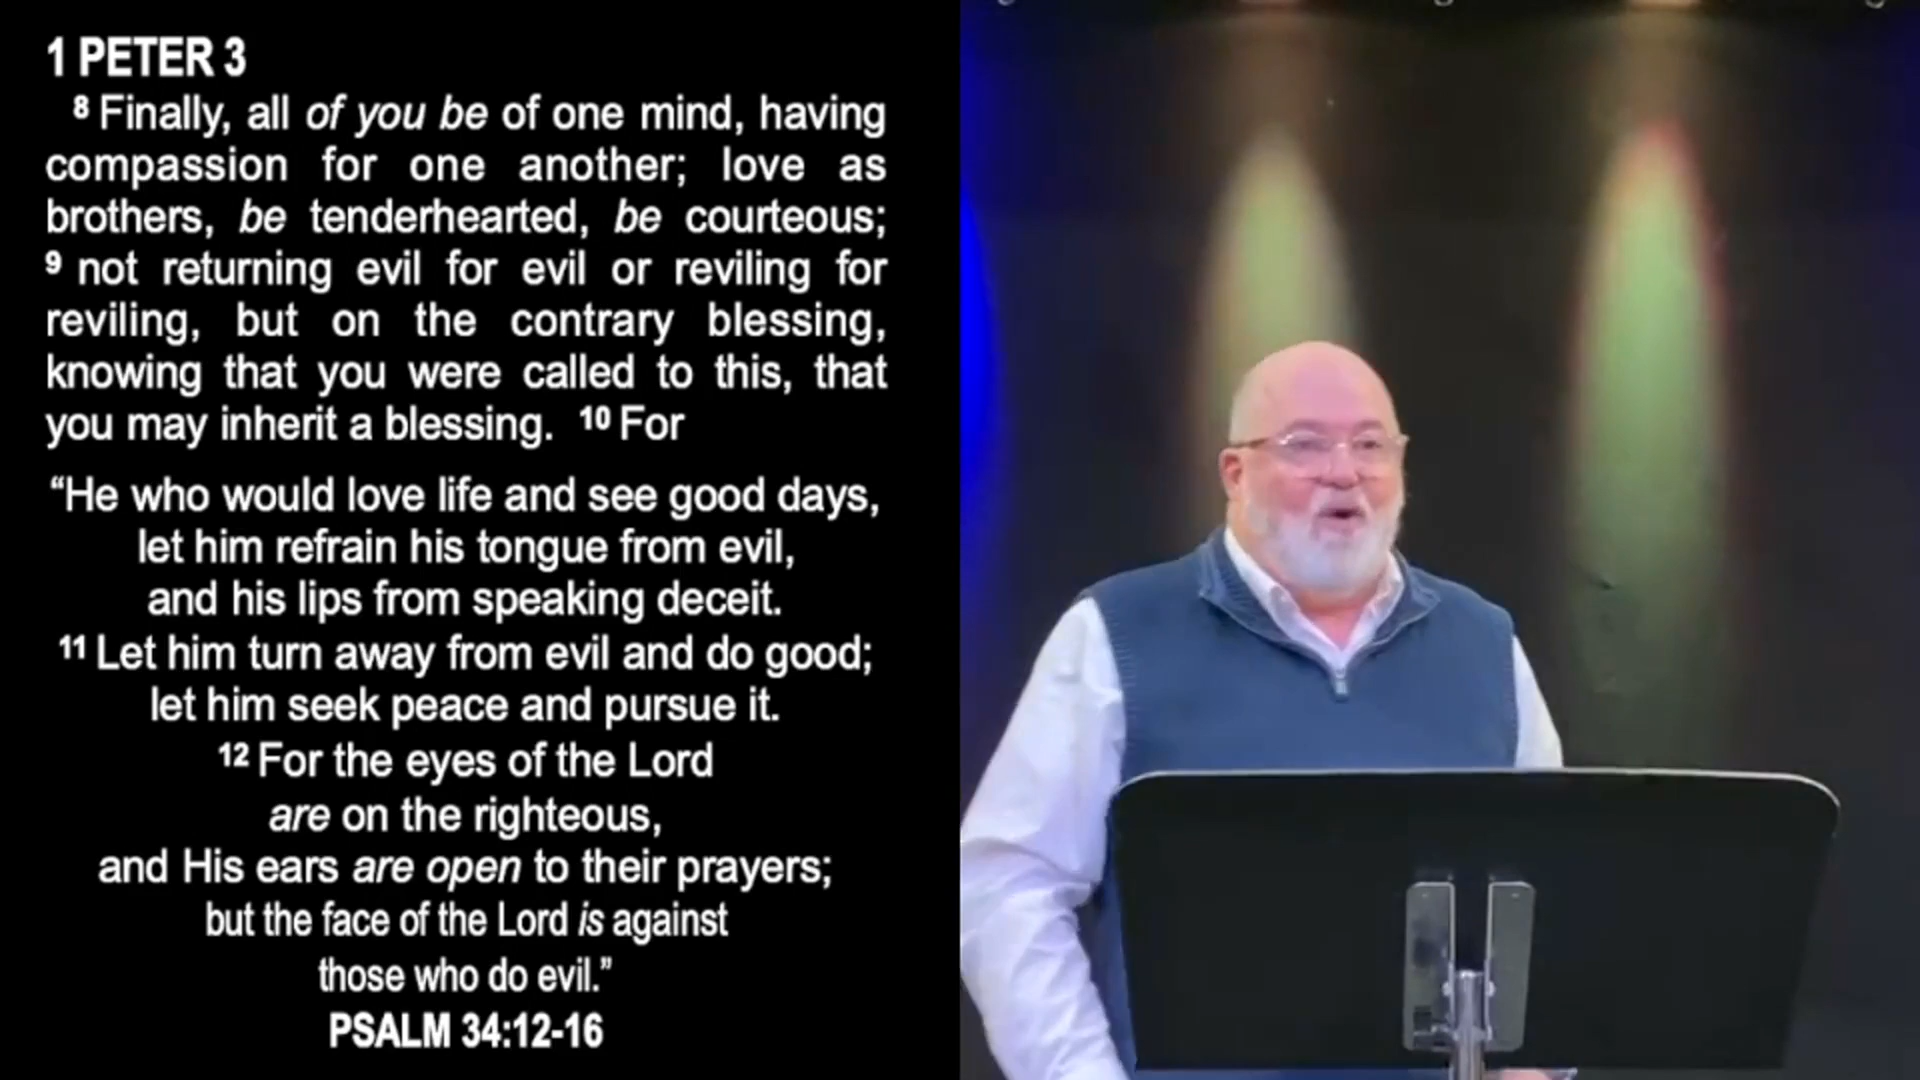 1 PETER 3
8 Finally, all of you be of one mind, having
compassion for one another; love as
brothers, be tenderhearted, be courteous;
9 not returning evil for evil or reviling for
reviling, but on the contrary blessing,
knowing that you were called to this, that
you may inherit a blessing. 10 For
“He who would love life and see good days,
let him refrain his tongue from evil,
and his lips from speaking deceit.
11 Let him turn away from evil and do good;
let him seek peace and pursue it.
12 For the eyes of the Lord
are on the righteous,
and His ears are open to their prayers;
but the face of the Lord is against
those who do evil.”
PSALM 34:12-16